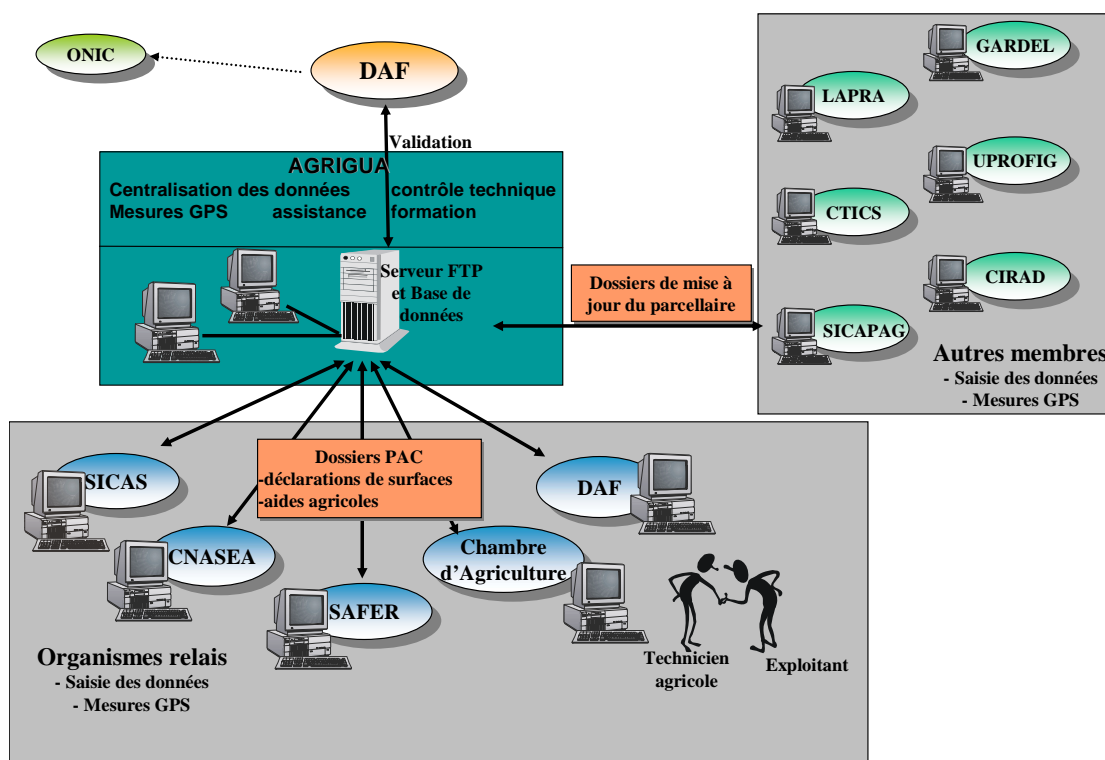 ONIC
DAF
Validation
AGRIGUA
Centralisation des données contrôle technique
Mesures GPS assistance formation
Serveur FTP
et Base de
données
Dossiers de mise à
jour du parcellaire
GARDEL
LAPRA
UPROFIG
CTICS
CIRAD
SICAPAG
Autres membres
- Saisie des données
- Mesures GPS
Dossiers PAC
-déclarations de surfaces
-aides agricoles
SICAS
DAF
CNASEA
Chambre
d'Agriculture
SAFER
Organismes relais
- Saisie des données
- Mesures GPS
Technicien
agricole
Exploitant